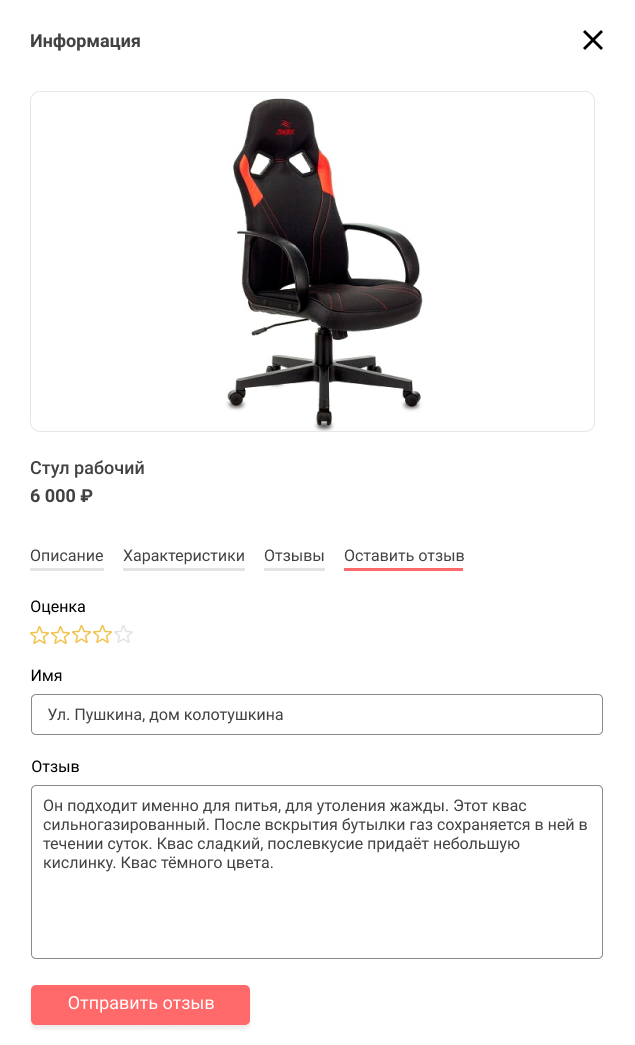 Информация
Стул рабочий
6 000 ₽
Описание Характеристики Отзывы Оставить отзыв
Оценка
Имя
Ул. Пушкина, дом колотушкина
Отзыв
Он подходит именно для питья, для утоления жажды. Этот квас
сильногазированный. После вскрытия бутылки газ сохраняется в ней в
течении суток. Квас сладкий, послевкусие придаёт небольшую
кислинку. Квас тёмного цвета.
Отправить отзыв